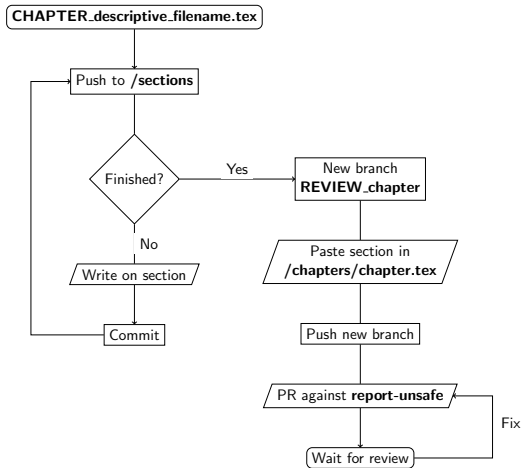 CHAPTER_descriptive_filename.tex
Push to /sections
Finished?
Yes
No
Write on section
Commit
New branch
REVIEW_chapter
Paste section in
/chapters/chapter.tex
Push new branch
PR against report-unsafe
Fix
Wait for review